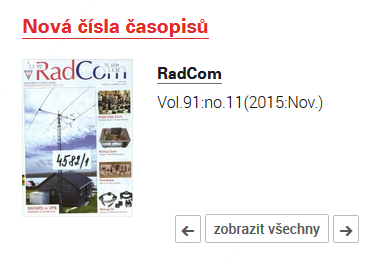 Nová čísla časopisů
RadCom
4582/1
RadCom
Vol.91:no.11(2015:Nov.)
zobrazit všechny